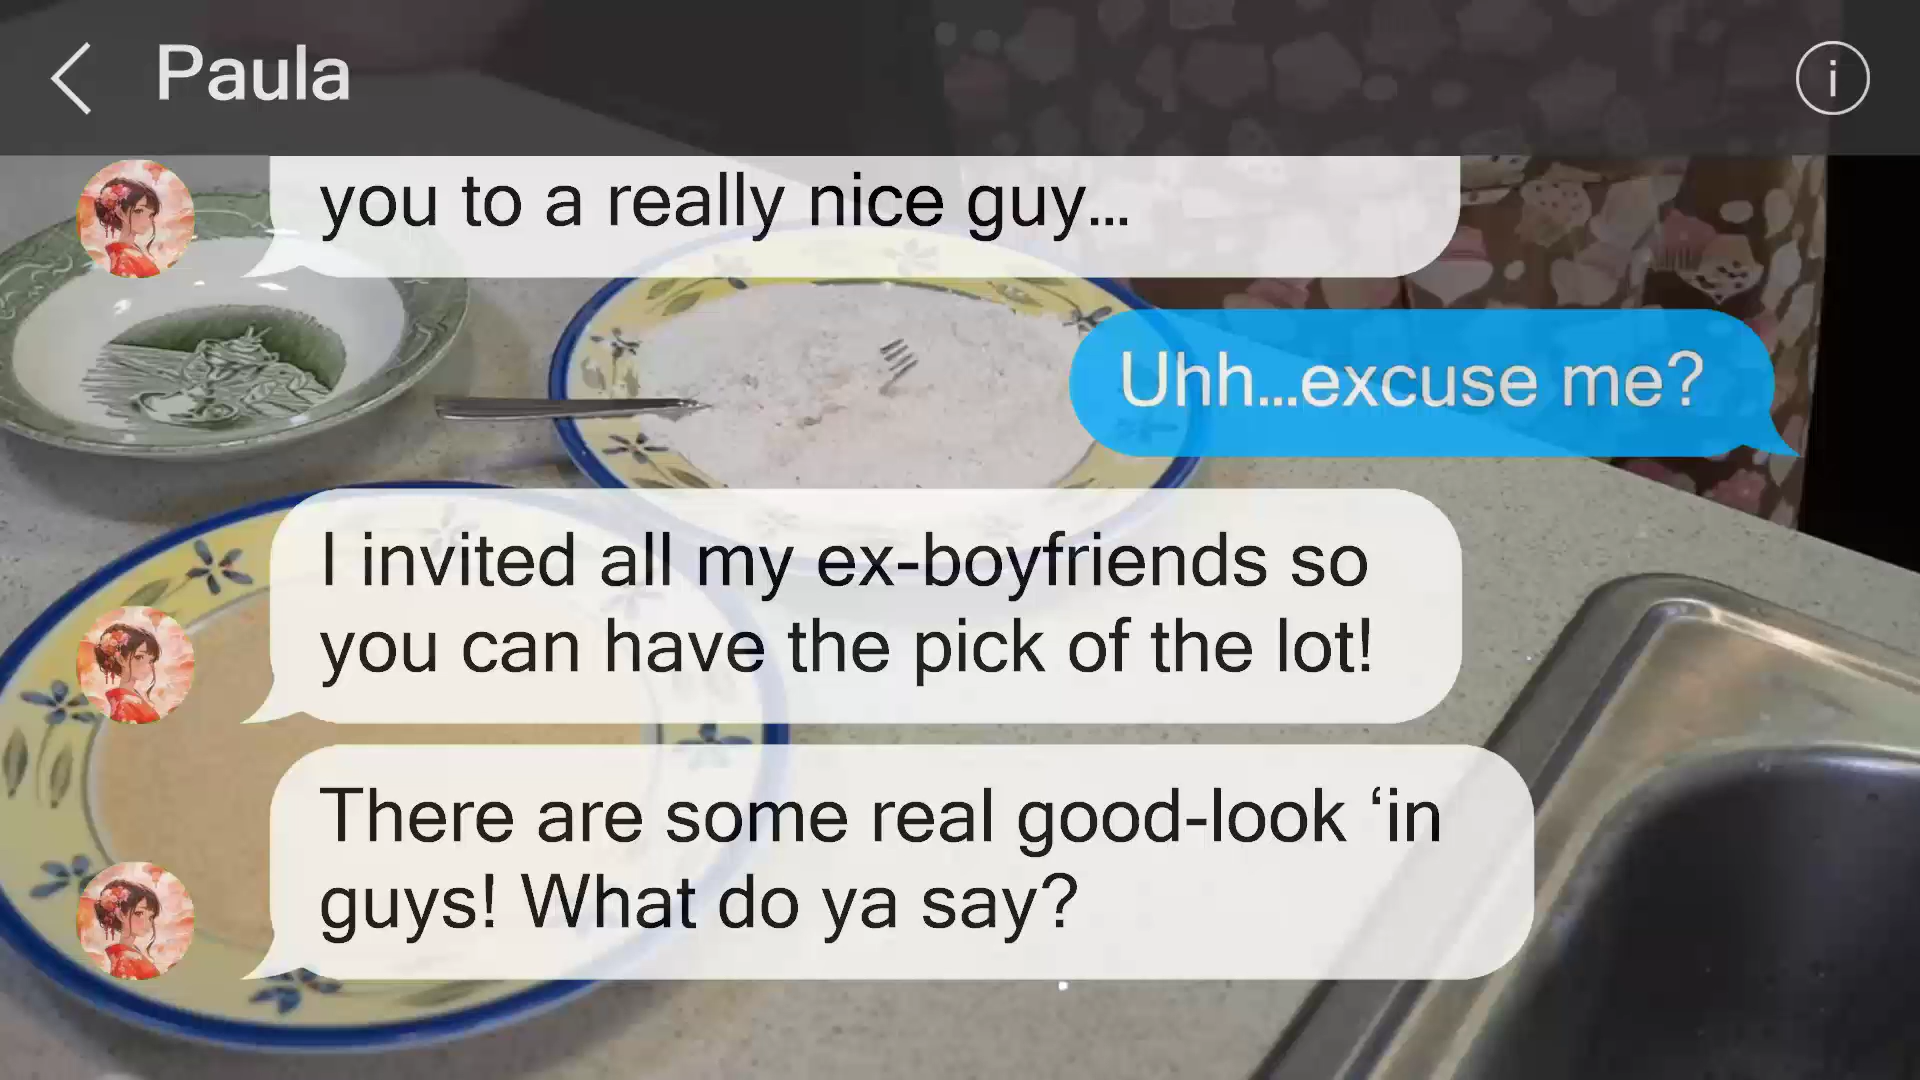 Paula
i
you to a really nice guy...
Uhh...excuse me?
I invited all my ex-boyfriends so
you can have the pick of the lot!
There are some real good-look ‘in
guys! What do ya say?